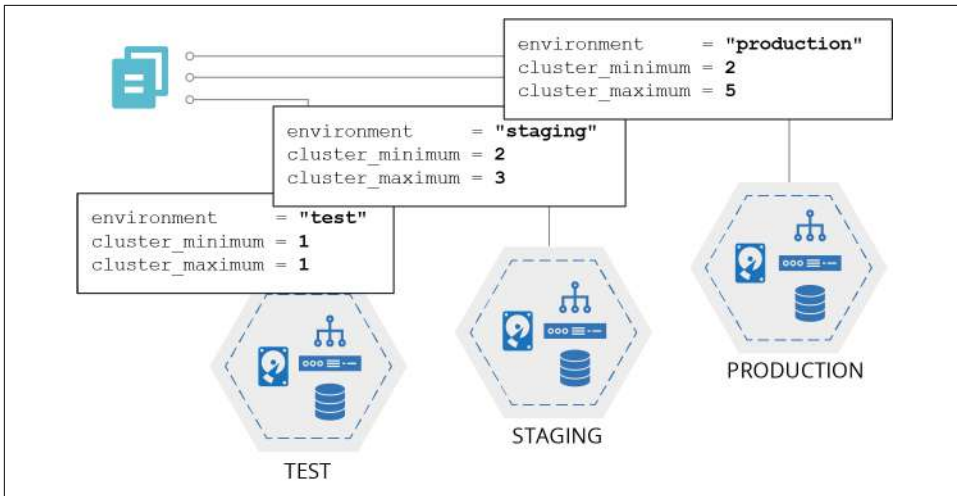 environment = "production"
cluster_minimum = 2
cluster_maximum = 5
environment = "staging"
cluster_minimum = 2
cluster_maximum = 3
environment = "test"
cluster_minimum = 1
cluster_maximum = 1
PRODUCTION
STAGING
TEST